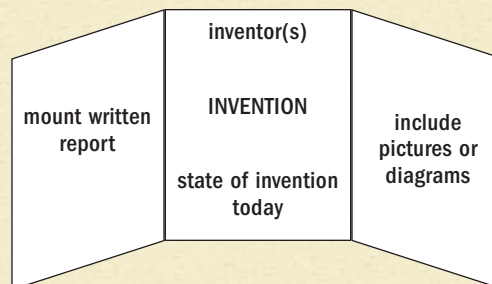 mount written
report
inventor(s)
INVENTION
state of invention
today
include
pictures or
diagrams